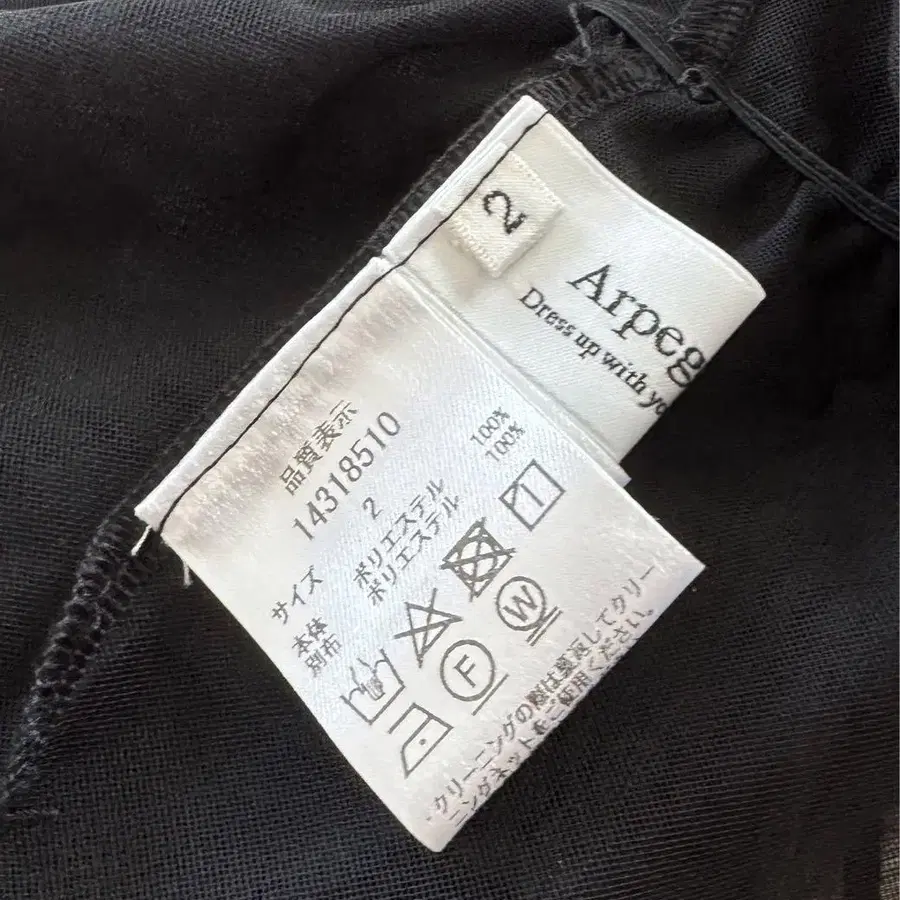 2
Arpeg
Dress up with yo
品質表示
14318510
サイズ 2
本体 ポリエステル 100%
別布 ポリエステル 100%
F
W
クリーニングの際は裏返してクリー
ニングネットをご使用ください。